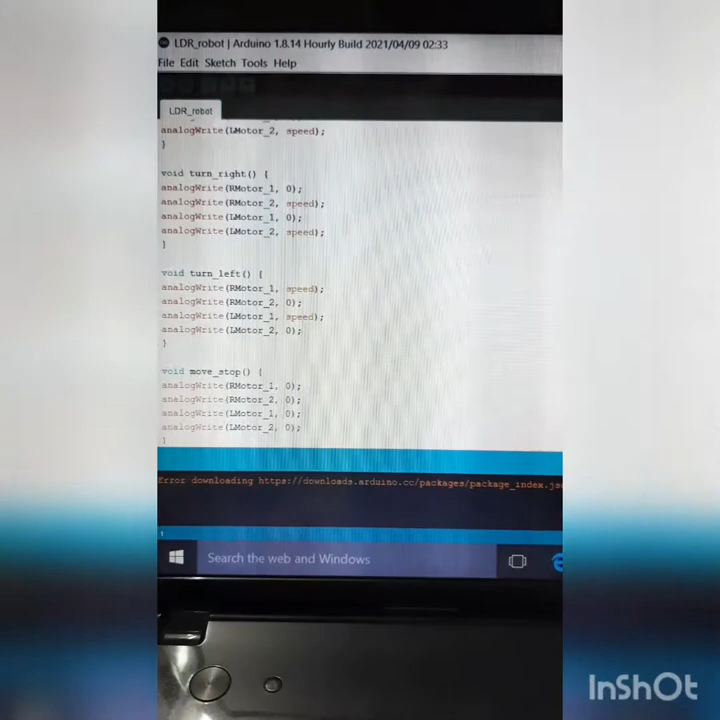 LDR_robot | Arduino 1.8.14 Hourly Build 2021/04/09 02:33
File Edit Sketch Tools Help
LDR_robot
analogWrite(LMotor_2, speed);
}
void turn_right() {
analogWrite(RMotor_1, 0);
analogWrite(RMotor_2, speed);
analogWrite(LMotor_1, 0);
analogWrite(LMotor_2, speed);
}
void turn_left() {
analogWrite(RMotor_1, speed);
analogWrite(RMotor_2, 0);
analogWrite(LMotor_1, speed);
analogWrite(LMotor_2, 0);
}
void move_stop() {
analogWrite(RMotor_1, 0);
analogWrite(RMotor_2, 0);
analogWrite(LMotor_1, 0);
analogWrite(LMotor_2, 0);
}
Error downloading https://downloads.arduino.cc/packages/package_index.js
Search the web and Windows
InShOt